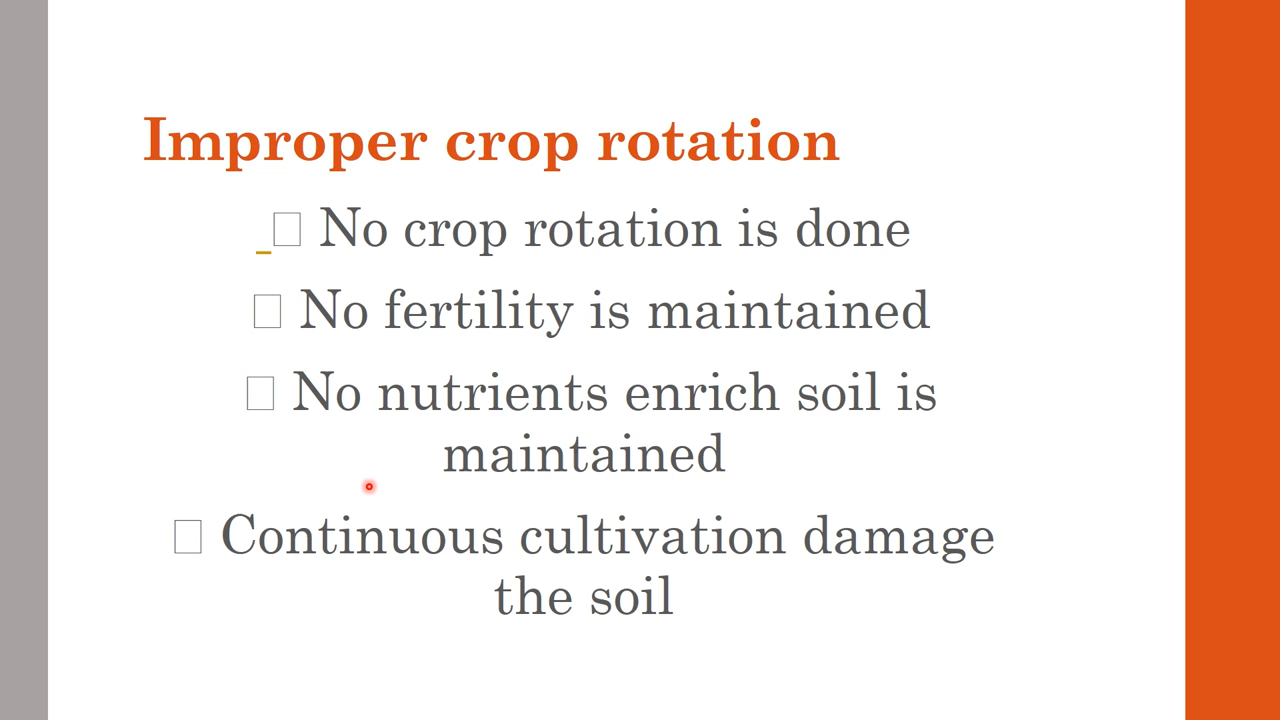 Improper crop rotation
_□ No crop rotation is done
□ No fertility is maintained
□ No nutrients enrich soil is
maintained
□ Continuous cultivation damage
the soil